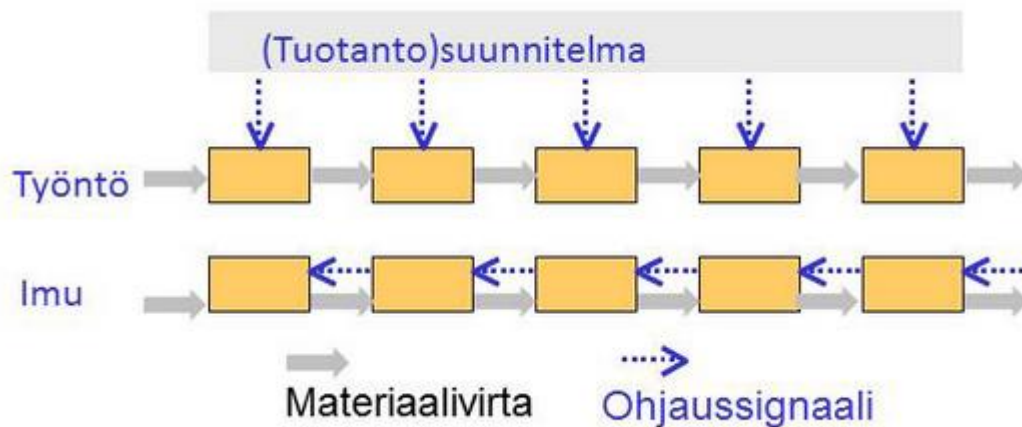 (Tuotanto)suunnitelma
Työntö
Imu
Materiaalivirta
Ohjaussignaali